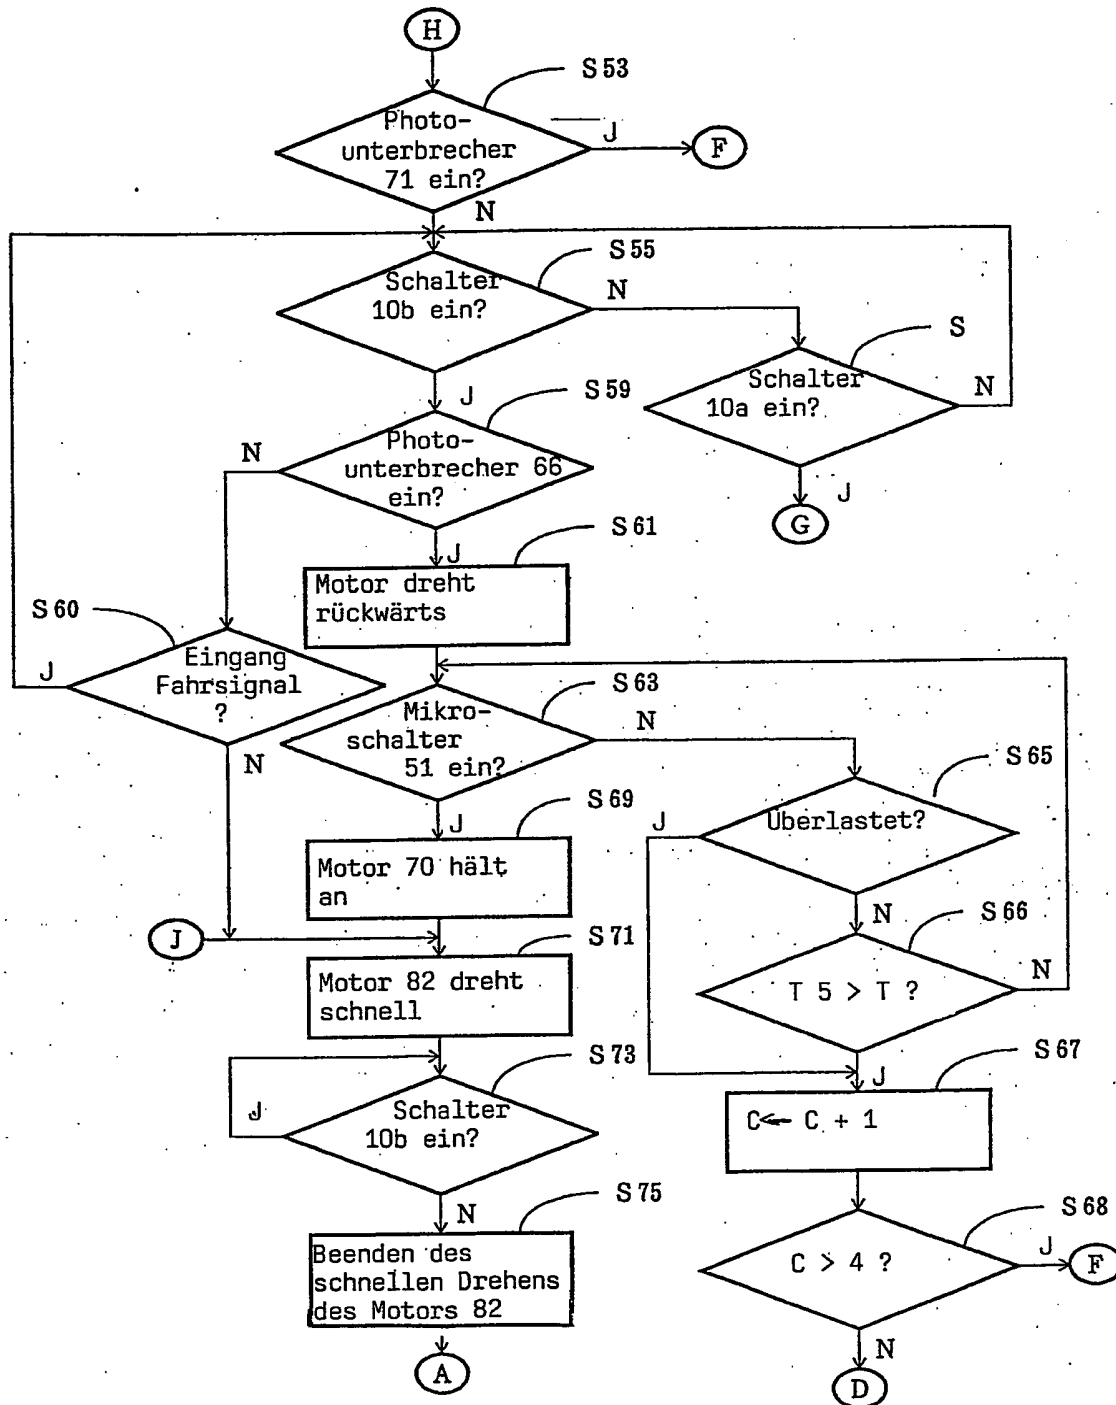 H
S 53
Photo-
unterbrecher
71 ein?
J
F
N
S 55
Schalter
10b ein?
N
S
Schalter
10a ein?
N
J
G
J
S 59
Photo-
unterbrecher 66
ein?
N
J
S 61
Motor dreht
rückwärts
S 60
Eingang
Fahrsignal
?
J
N
S 63
Mikro-
schalter
51 ein?
N
J
S 65
Überlastet?
J
N
S 69
Motor 70 hält
an
S 66
T 5 > T ?
N
J
J
S 71
Motor 82 dreht
schnell
S 67
C← C + 1
S 73
Schalter
10b ein?
J
N
S 68
C > 4 ?
J
F
N
D
S 75
Beenden des
schnellen Drehens
des Motors 82
A